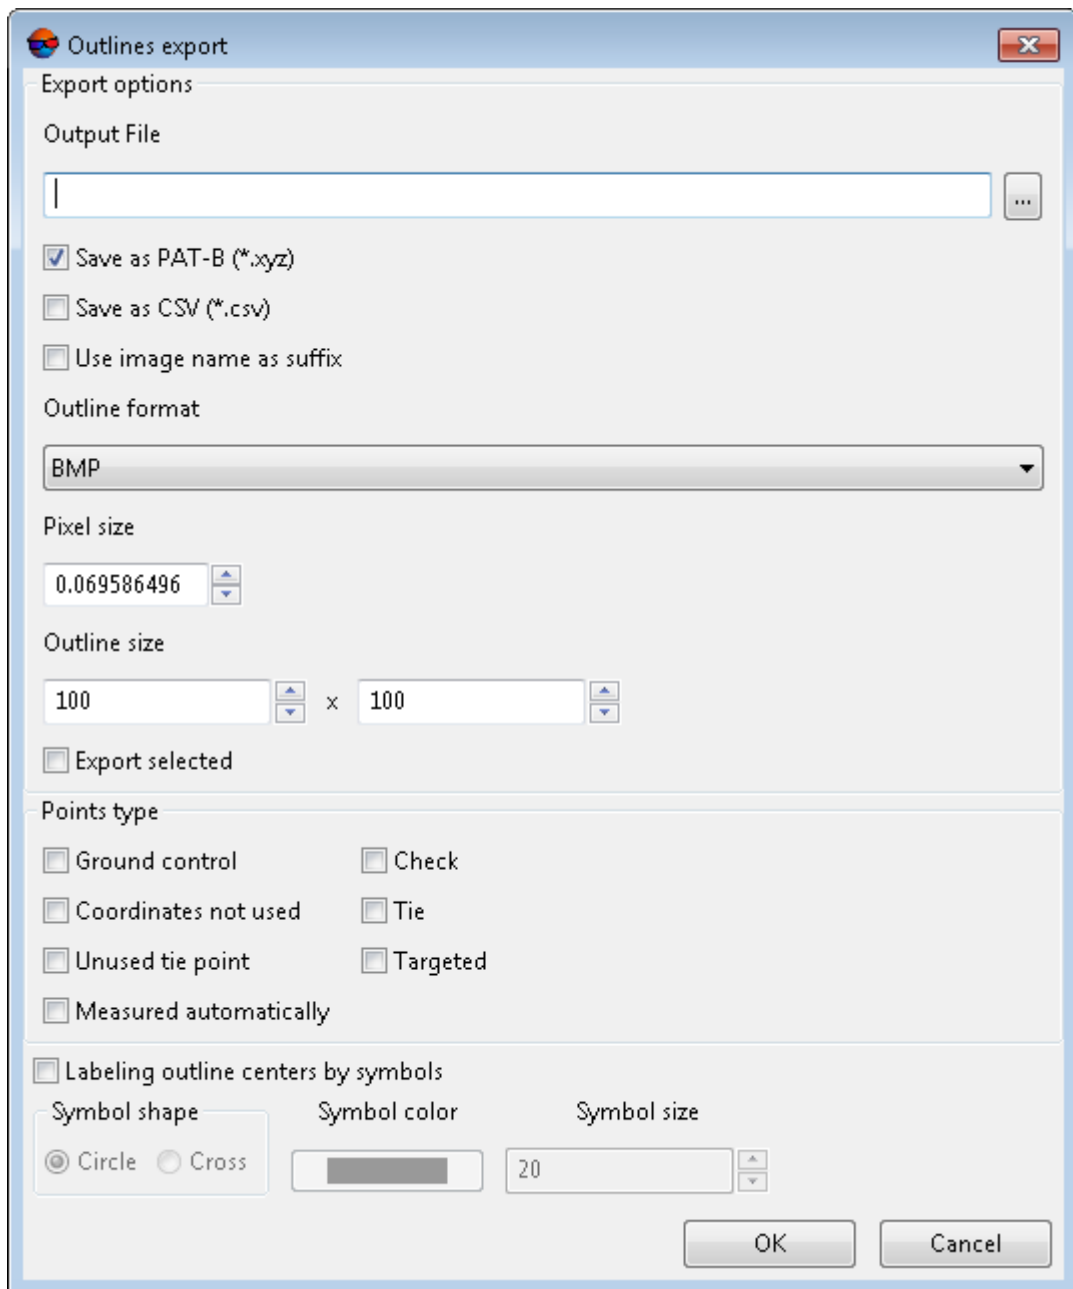 Outlines export
Export options
Output File
...
Save as PAT-B (*.xyz)
Save as CSV (*.csv)
Use image name as suffix
Outline format
BMP
Pixel size
0.069586496
Outline size
100 x 100
Export selected
Points type
Ground control Check
Coordinates not used Tie
Unused tie point Targeted
Measured automatically
Labeling outline centers by symbols
Symbol shape Symbol color Symbol size
Circle Cross 20
OK Cancel